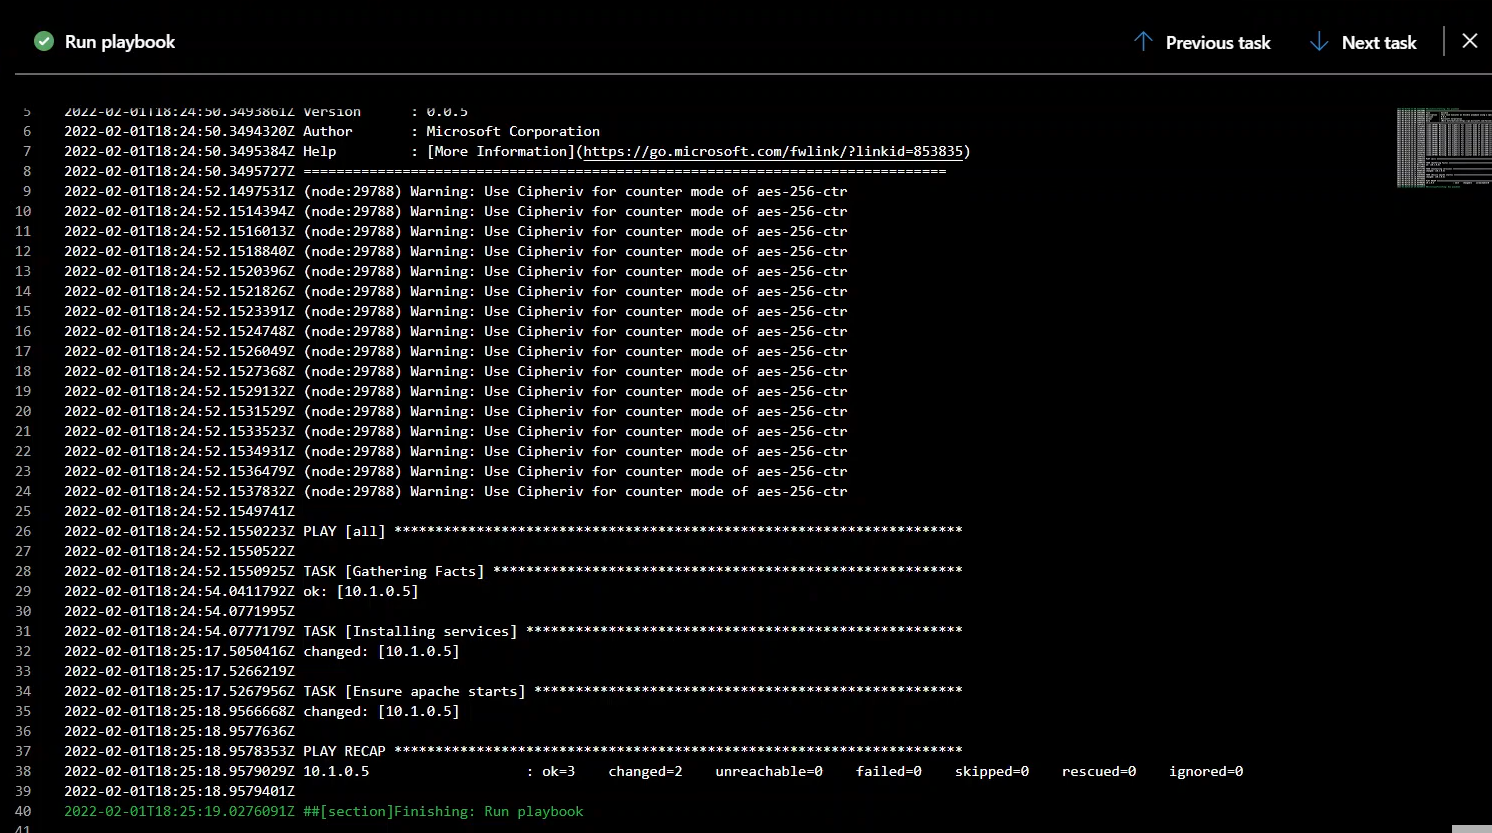 Run playbook
Previous task
Next task
5 2022-02-01T18:24:50.3493861Z Version : 0.0.5
6 2022-02-01T18:24:50.3494320Z Author : Microsoft Corporation
7 2022-02-01T18:24:50.3495384Z Help : [More Information](https://go.microsoft.com/fwlink/?linkid=853835)
8 2022-02-01T18:24:50.3495727Z ==============================================================================
9 2022-02-01T18:24:52.1497531Z (node:29788) Warning: Use Cipheriv for counter mode of aes-256-ctr
10 2022-02-01T18:24:52.1514394Z (node:29788) Warning: Use Cipheriv for counter mode of aes-256-ctr
11 2022-02-01T18:24:52.1516013Z (node:29788) Warning: Use Cipheriv for counter mode of aes-256-ctr
12 2022-02-01T18:24:52.1518840Z (node:29788) Warning: Use Cipheriv for counter mode of aes-256-ctr
13 2022-02-01T18:24:52.1520396Z (node:29788) Warning: Use Cipheriv for counter mode of aes-256-ctr
14 2022-02-01T18:24:52.1521826Z (node:29788) Warning: Use Cipheriv for counter mode of aes-256-ctr
15 2022-02-01T18:24:52.1523391Z (node:29788) Warning: Use Cipheriv for counter mode of aes-256-ctr
16 2022-02-01T18:24:52.1524748Z (node:29788) Warning: Use Cipheriv for counter mode of aes-256-ctr
17 2022-02-01T18:24:52.1526049Z (node:29788) Warning: Use Cipheriv for counter mode of aes-256-ctr
18 2022-02-01T18:24:52.1527368Z (node:29788) Warning: Use Cipheriv for counter mode of aes-256-ctr
19 2022-02-01T18:24:52.1529132Z (node:29788) Warning: Use Cipheriv for counter mode of aes-256-ctr
20 2022-02-01T18:24:52.1531529Z (node:29788) Warning: Use Cipheriv for counter mode of aes-256-ctr
21 2022-02-01T18:24:52.1533523Z (node:29788) Warning: Use Cipheriv for counter mode of aes-256-ctr
22 2022-02-01T18:24:52.1534931Z (node:29788) Warning: Use Cipheriv for counter mode of aes-256-ctr
23 2022-02-01T18:24:52.1536479Z (node:29788) Warning: Use Cipheriv for counter mode of aes-256-ctr
24 2022-02-01T18:24:52.1537832Z (node:29788) Warning: Use Cipheriv for counter mode of aes-256-ctr
25 2022-02-01T18:24:52.1549741Z
26 2022-02-01T18:24:52.1550223Z PLAY [all] *********************************************************************
27 2022-02-01T18:24:52.1550522Z
28 2022-02-01T18:24:52.1550925Z TASK [Gathering Facts] *********************************************************
29 2022-02-01T18:24:54.0411792Z ok: [10.1.0.5]
30 2022-02-01T18:24:54.0771995Z
31 2022-02-01T18:24:54.0777179Z TASK [Installing services] *****************************************************
32 2022-02-01T18:25:17.5050416Z changed: [10.1.0.5]
33 2022-02-01T18:25:17.5266219Z
34 2022-02-01T18:25:17.5267956Z TASK [Ensure apache starts] ****************************************************
35 2022-02-01T18:25:18.9566668Z changed: [10.1.0.5]
36 2022-02-01T18:25:18.9577636Z
37 2022-02-01T18:25:18.9578353Z PLAY RECAP *********************************************************************
38 2022-02-01T18:25:18.9579029Z 10.1.0.5 : ok=3 changed=2 unreachable=0 failed=0 skipped=0 rescued=0 ignored=0
39 2022-02-01T18:25:18.9579401Z
40 2022-02-01T18:25:19.0276091Z ##[section]Finishing: Run playbook
41